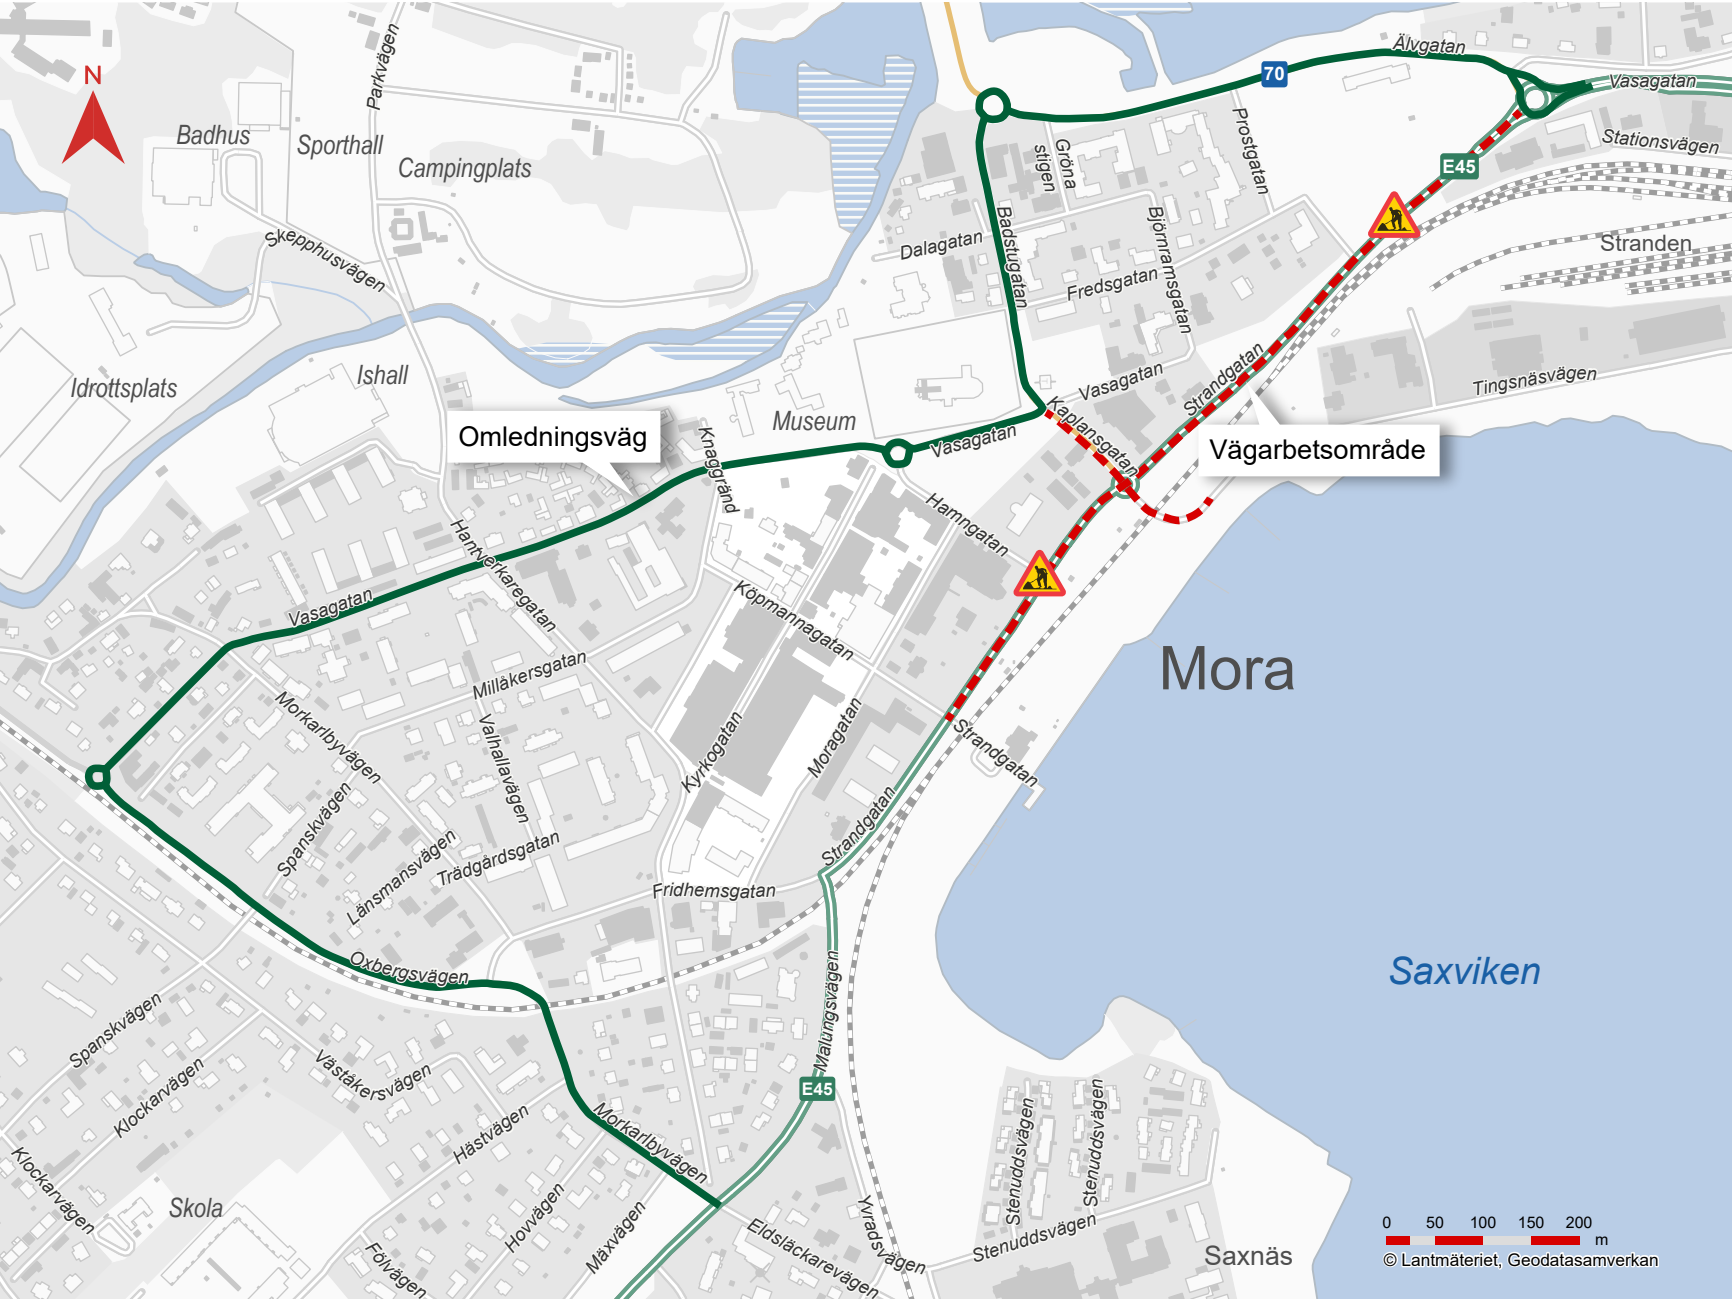 Älvgatan
70
Vasagatan
N
Parkvägen
Badhus
Sporthall
Campingplats
Prostgatan
Gröna
stigen
Stationsvägen
E45
Skepphusvägen
Dalagatan
Badstugatan
Björnramsgatan
Fredsgatan
Stranden
Idrottsplats
Ishall
Strandgatan
Tingsnäsvägen
Vasagatan
Kaplansgatan
Museum
Omledningsväg
Knaggränd
Vasagatan
Vägarbetsområde
Hantverkaregatan
Hamngatan
Vasagatan
Köpmannagatan
Mora
Millåkersgatan
Morkarlbyvägen
Valhallavägen
Kyrkogatan
Moragatan
Strandgatan
Spanskvägen
Länsmansvägen
Trädgårdsgatan
Strandgatan
Fridhemsgatan
Oxbergsvägen
Malungsvägen
Saxviken
Spanskvägen
Klockarvägen
Våståkersvägen
Hästvägen
Morkarlbyvägen
E45
Stenuddsvägen
Stenuddsvägen
Klockarvägen
Skola
Hovvägen
Mäxvägen
Fölvägen
Eldsläckarevägen
Yvradsvägen
Stenuddsvägen
Saxnäs
0 50 100 150 200
m
© Lantmäteriet, Geodatasamverkan